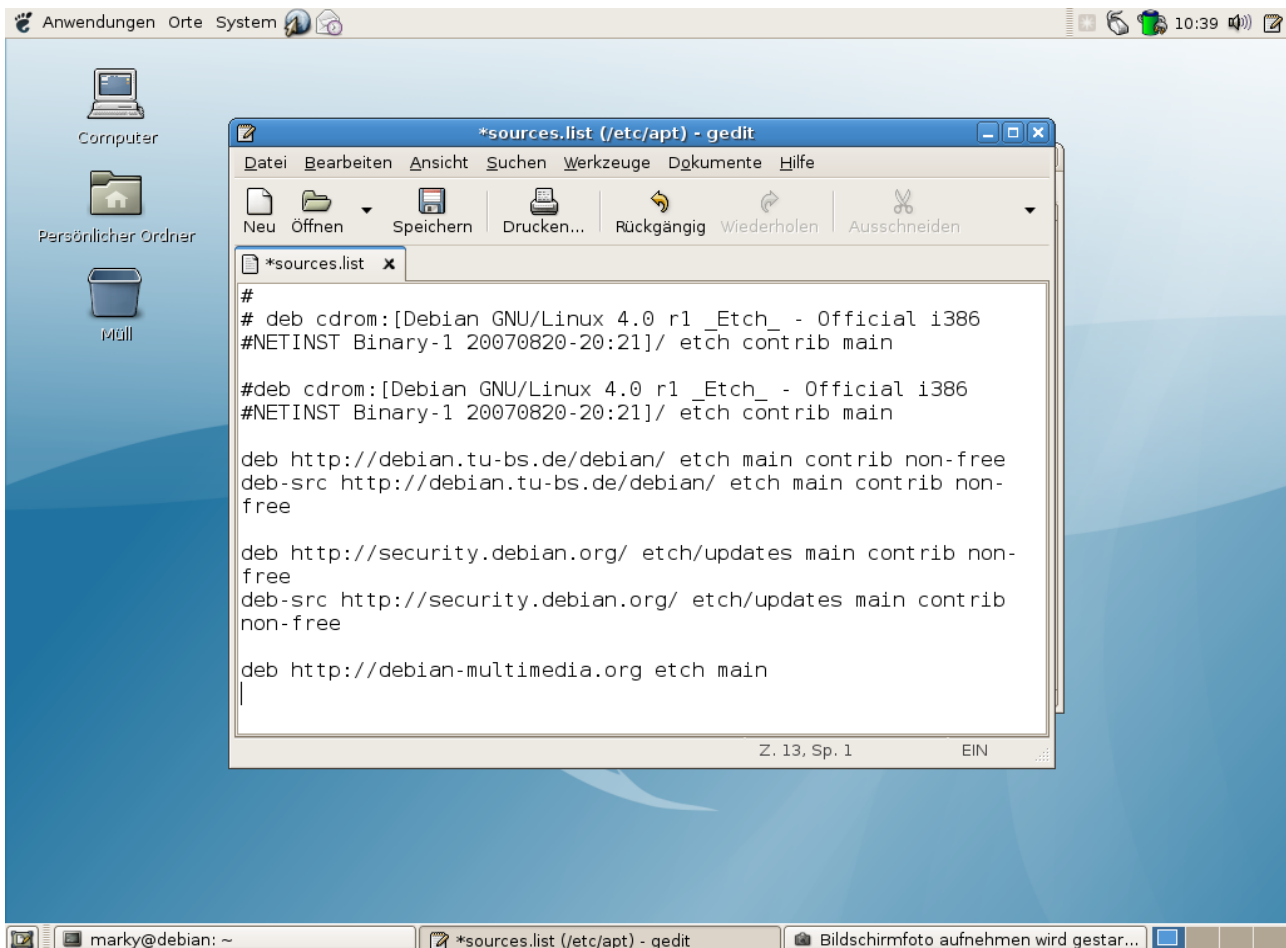 Anwendungen Orte System
10:39
Computer
Persönlicher Ordner
Müll
*sources.list (/etc/apt) - gedit
Datei Bearbeiten Ansicht Suchen Werkzeuge Dokumente Hilfe
Neu Öffnen Speichern Drucken... Rückgängig Wiederholen Ausschneiden
*sources.list
#
# deb cdrom:[Debian GNU/Linux 4.0 r1 _Etch_ - Official i386
#NETINST Binary-1 20070820-20:21]/ etch contrib main
#deb cdrom:[Debian GNU/Linux 4.0 r1 _Etch_ - Official i386
#NETINST Binary-1 20070820-20:21]/ etch contrib main
deb http://debian.tu-bs.de/debian/ etch main contrib non-free
deb-src http://debian.tu-bs.de/debian/ etch main contrib non-
free
deb http://security.debian.org/ etch/updates main contrib non-
free
deb-src http://security.debian.org/ etch/updates main contrib
non-free
deb http://debian-multimedia.org etch main
Z. 13, Sp. 1
EIN
marky@debian: ~
*sources.list (/etc/apt) - gedit
Bildschirmfoto aufnehmen wird gestar...